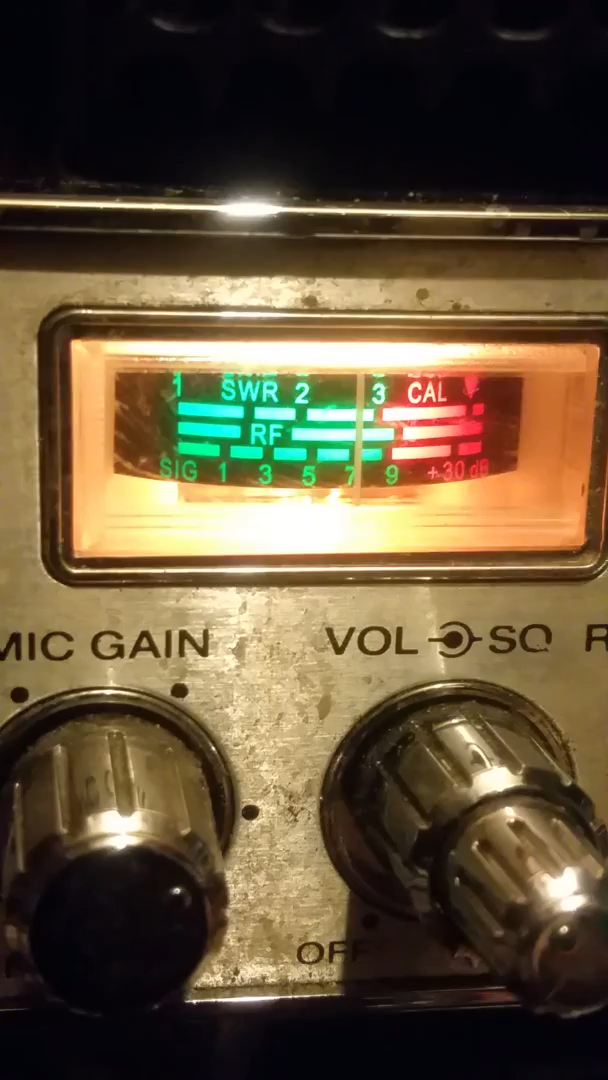 1 SWR 2 3 CAL
RF
SIG 1 3 5 7 9 +30 dB
MIC GAIN VOL SQ R
OFF